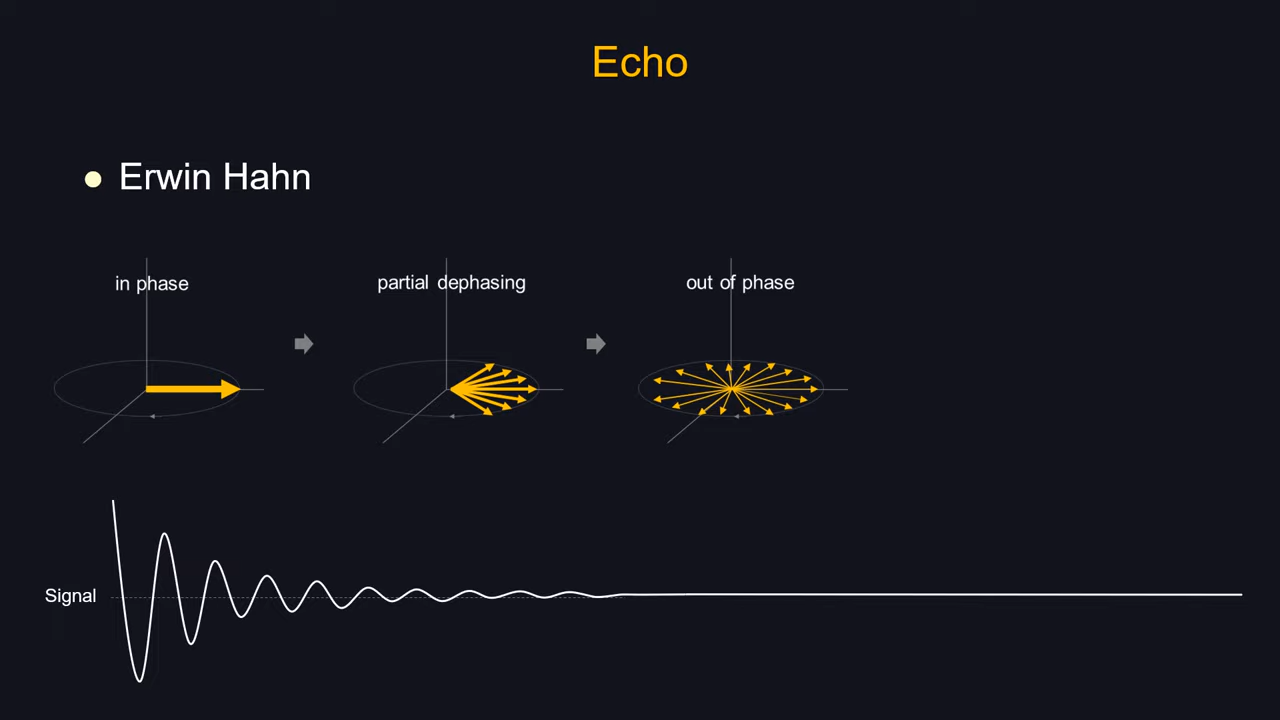 Echo
Erwin Hahn
in phase
partial dephasing
out of phase
Signal